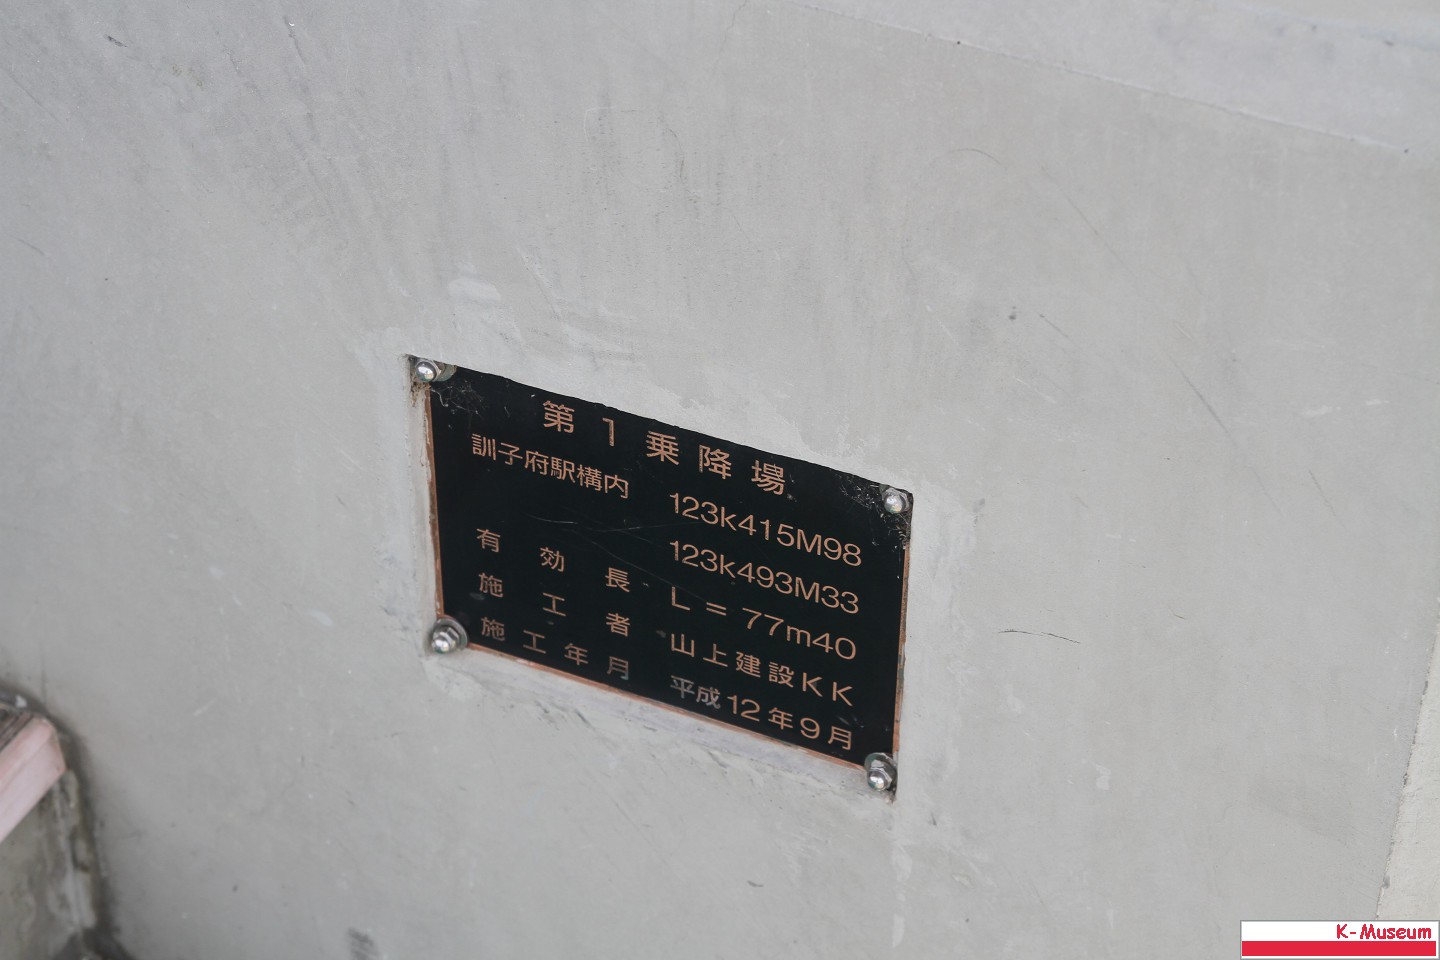 第1乗降場
訓子府駅構内 123K415M98
123K493M33
有効長 L=77m40
施工者 山上建設KK
施工年月 平成12年9月
K-Museum